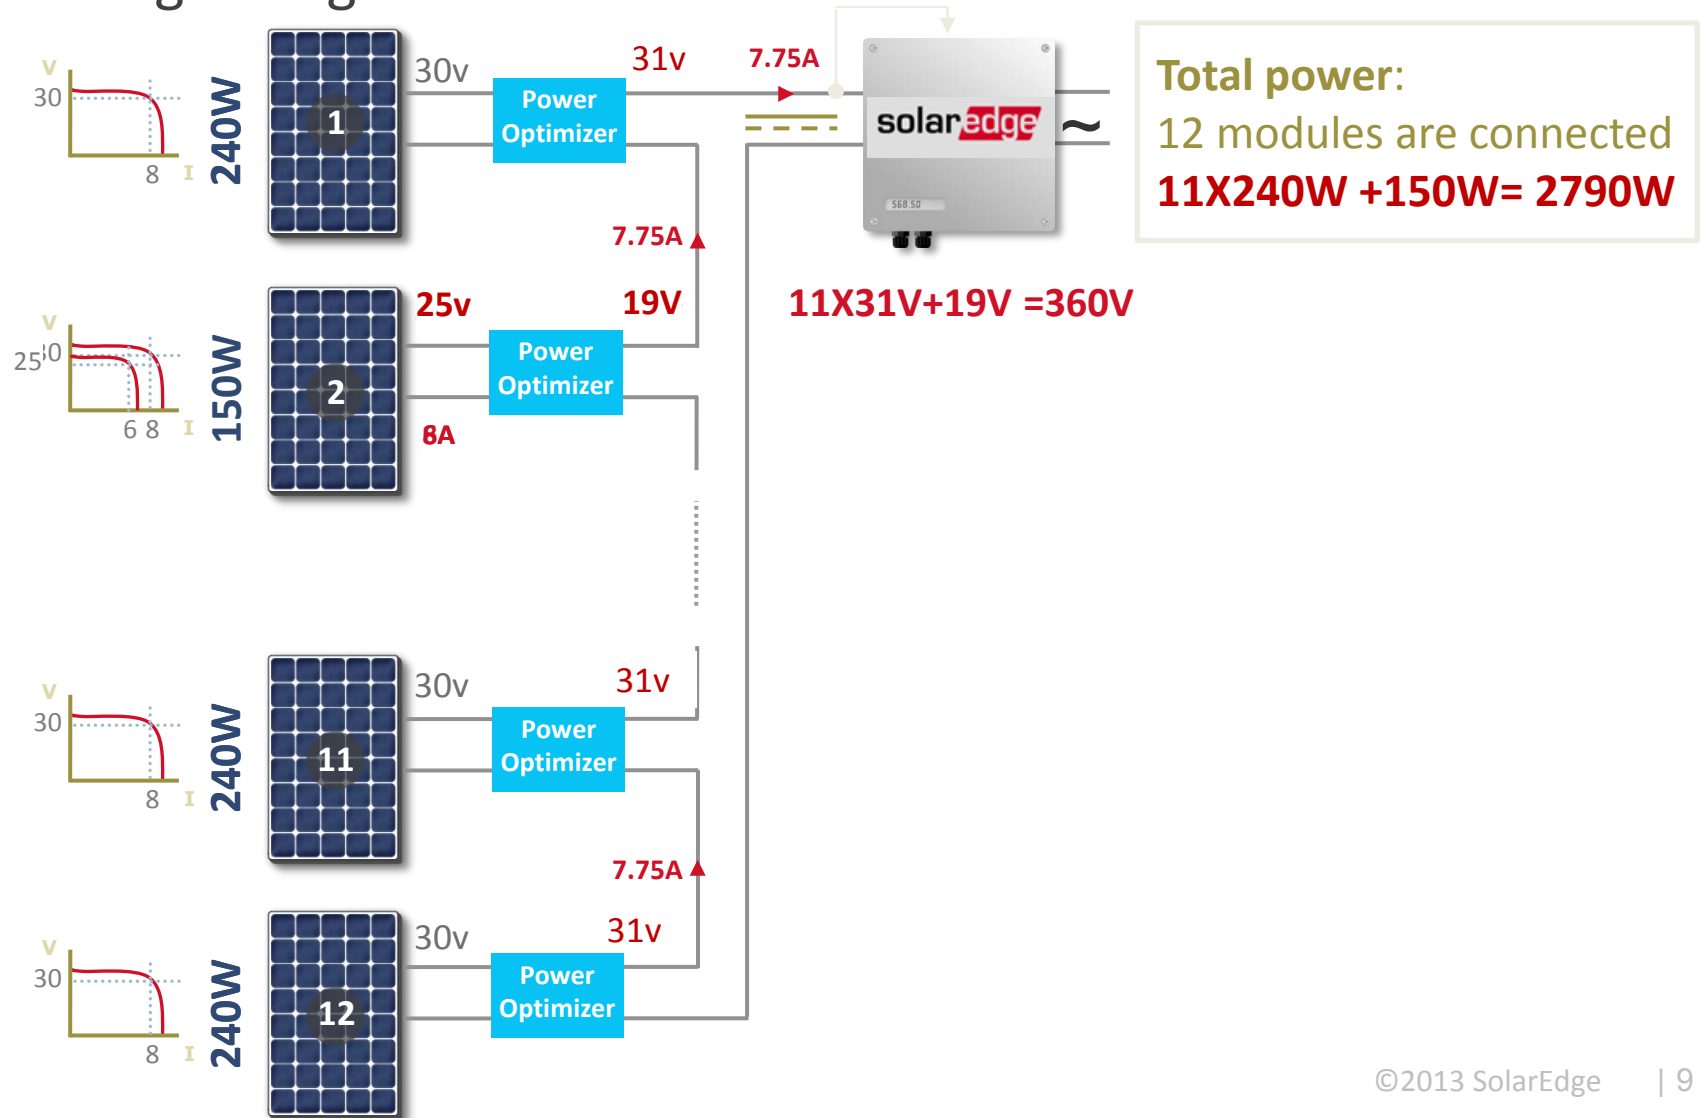 V
30
8 I
240W
1
30v
Power
Optimizer
31v
7.75A
solaredge
568.50
~
Total power:
12 modules are connected
11X240W +150W= 2790W
7.75A
11X31V+19V =360V
V
25
6 8 I
150W
2
25v
8A
Power
Optimizer
19V
V
30
8 I
240W
11
30v
Power
Optimizer
31v
7.75A
V
30
8 I
240W
12
30v
Power
Optimizer
31v
©2013 SolarEdge | 9